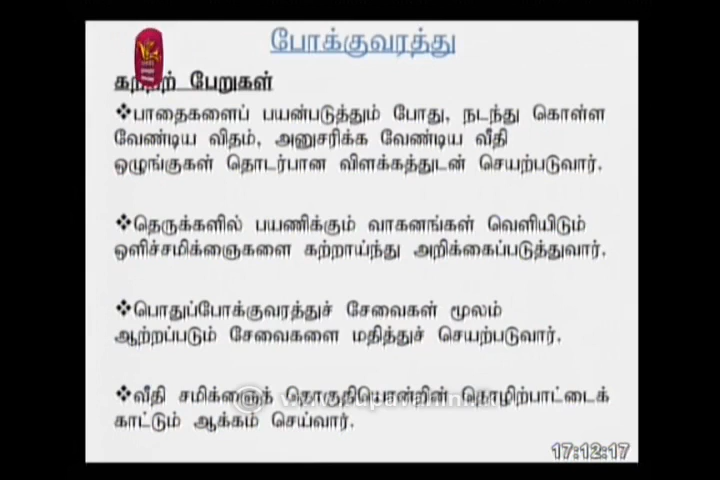 போக்குவரத்து
கற்றற் பேறுகள்
❖பாதைகளைப் பயன்படுத்தும் போது, நடந்து கொள்ள
வேண்டிய விதம், அனுசரிக்க வேண்டிய வீதி
ஒழுங்குகள் தொடர்பான விளக்கத்துடன் செயற்படுவார்.
❖தெருக்களில் பயணிக்கும் வாகனங்கள் வெளியிடும்
ஒளிச்சமிக்ஞைகளை கற்றாய்ந்து அறிக்கைப்படுத்துவார்.
❖பொதுப்போக்குவரத்துச் சேவைகள் மூலம்
ஆற்றப்படும் சேவைகளை மதித்துச் செயற்படுவார்.
❖வீதி சமிக்ஞைத் தொகுதியொன்றின் தொழிற்பாட்டைக்
காட்டும் ஆக்கம் செய்வார்.
17:12:17